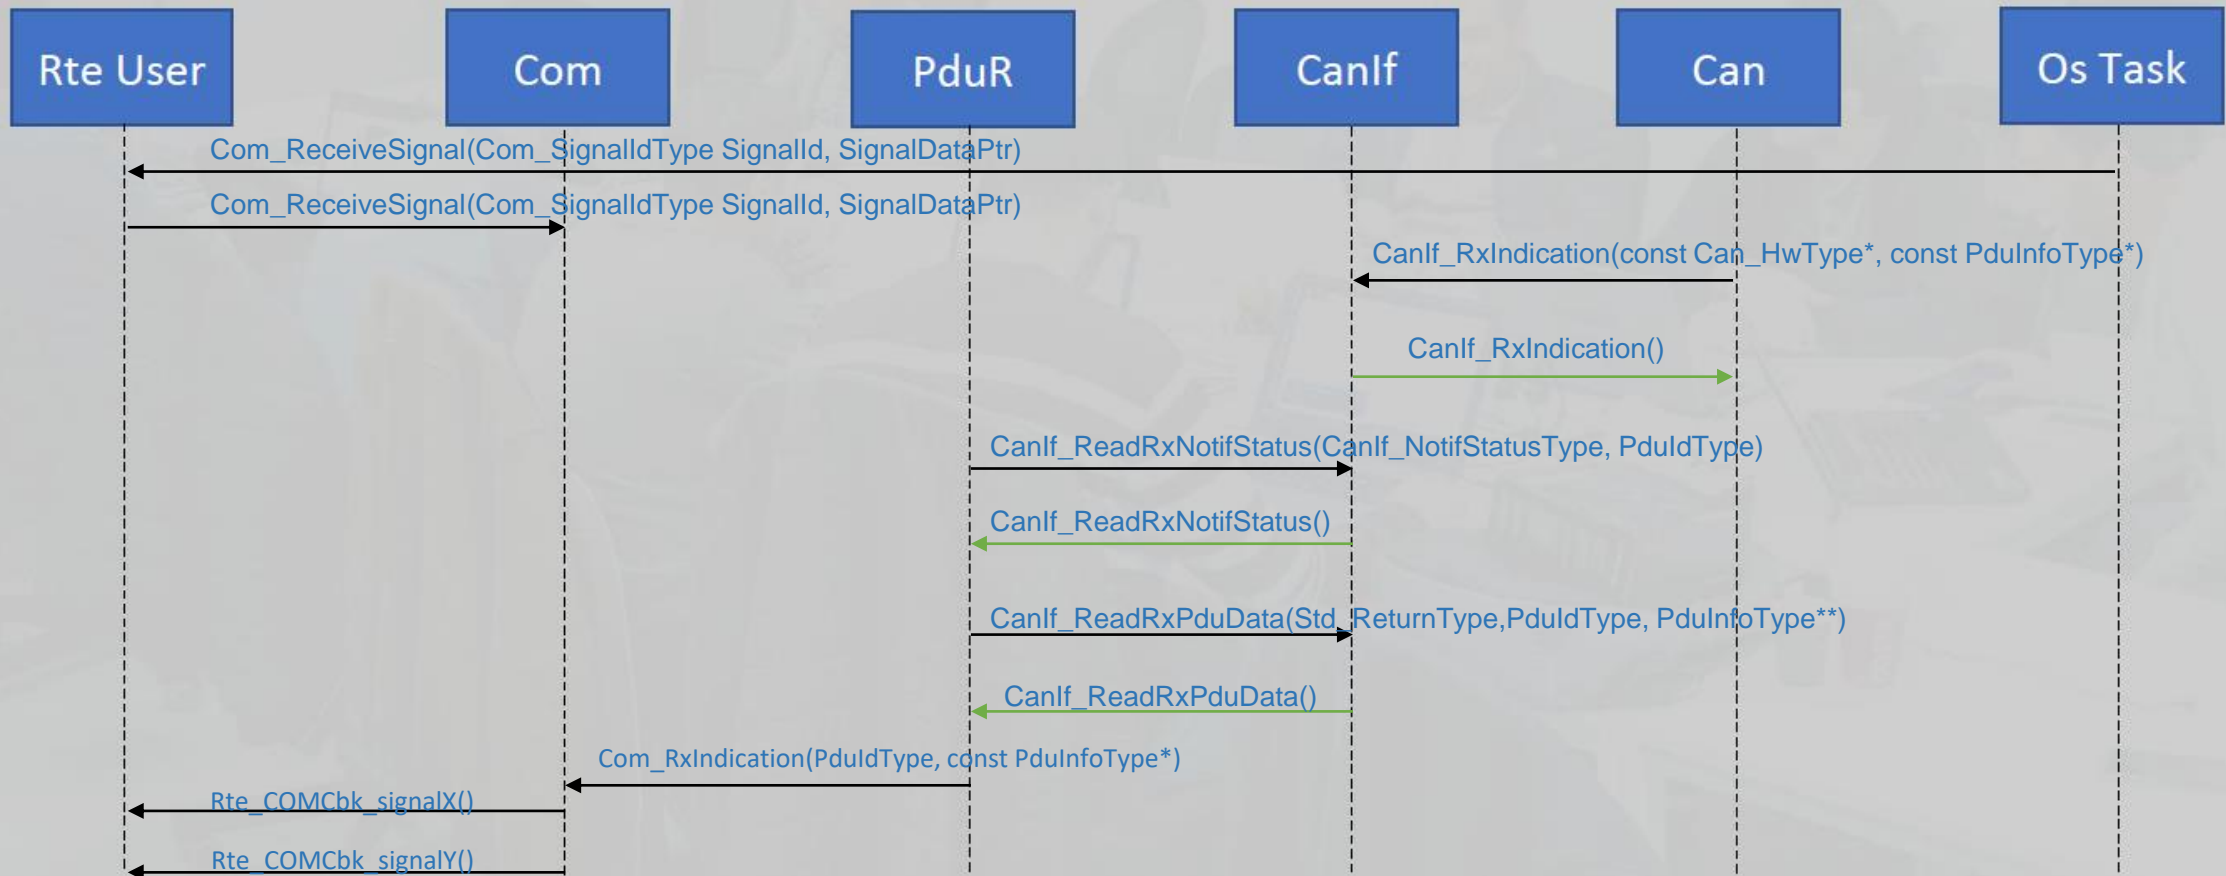 Rte User
Com
PduR
CanIf
Can
Os Task
Com_ReceiveSignal(Com_SignalIdType SignalId, SignalDataPtr)
Com_ReceiveSignal(Com_SignalIdType SignalId, SignalDataPtr)
CanIf_RxIndication(const Can_HwType*, const PduInfoType*)
CanIf_RxIndication()
CanIf_ReadRxNotifStatus(CanIf_NotifStatusType, PduIdType)
CanIf_ReadRxNotifStatus()
CanIf_ReadRxPduData(Std_ReturnType,PduIdType, PduInfoType**)
CanIf_ReadRxPduData()
Com_RxIndication(PduIdType, const PduInfoType*)
Rte_COMCbk_signalX()
Rte_COMCbk_signalY()